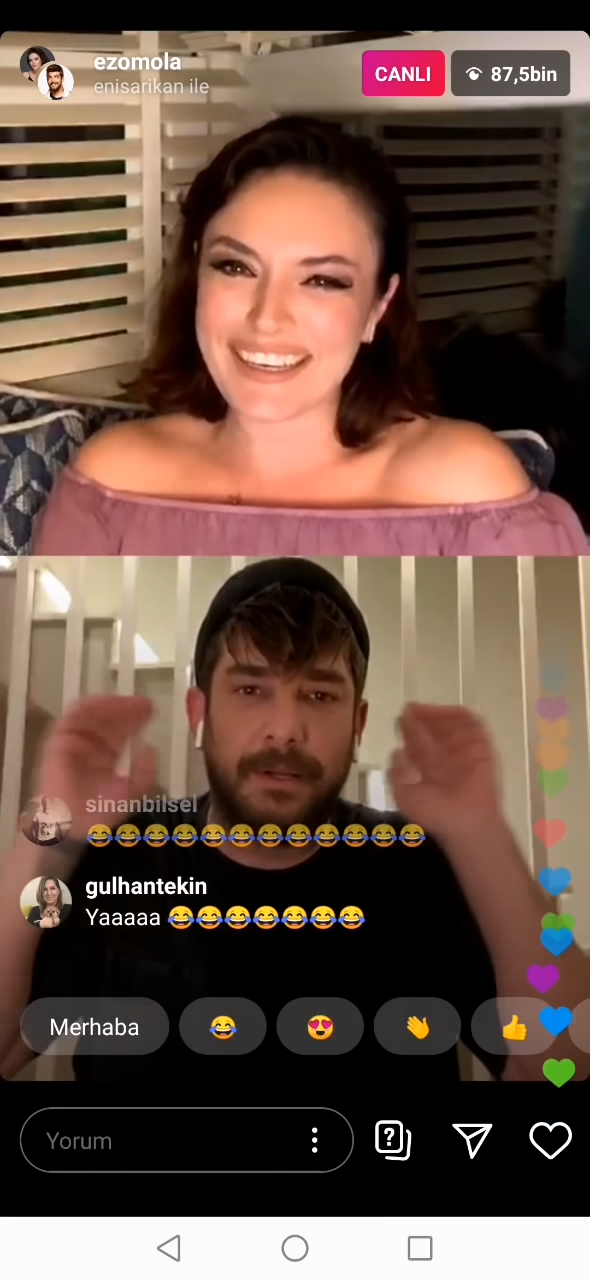 ezomola
enisarikan ile
CANLI
87,5bin
sinanbilsel
😂😂😂😂😂😂😂😂😂😂😂😂
gulhantekin
Yaaaaa 😂😂😂😂😂😂😂
Merhaba
Yorum